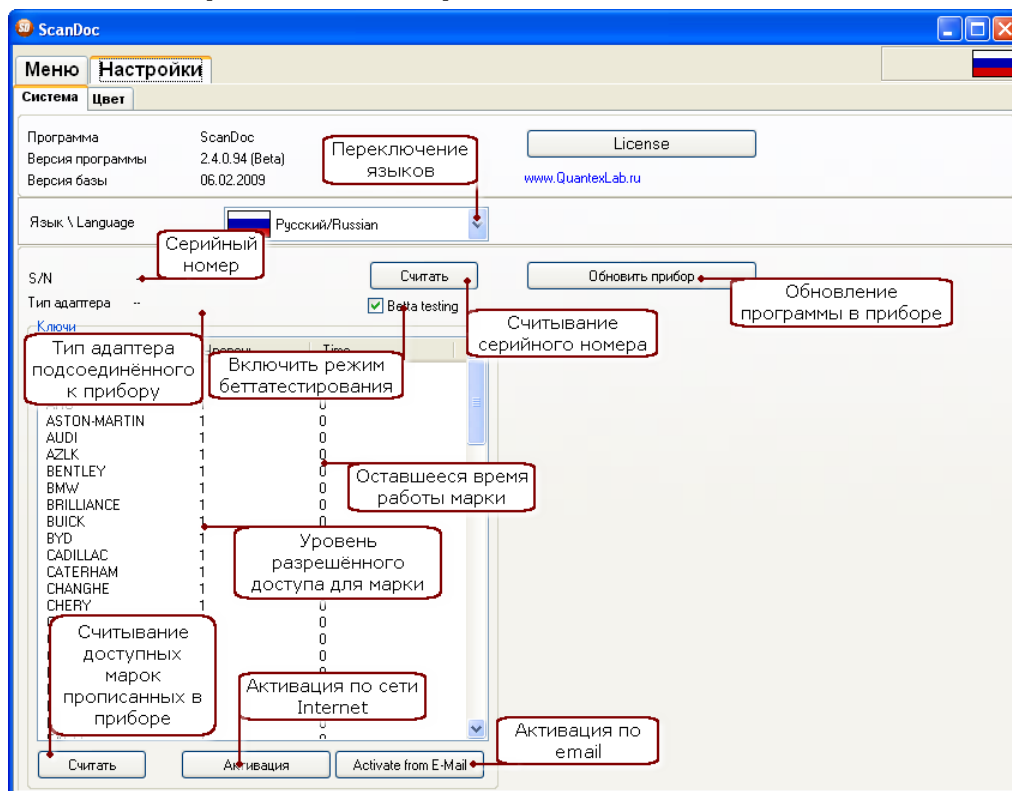 ScanDoc
Меню Настройки
Система Цвет
Программа ScanDoc
Версия программы 2.4.0.94 (Beta)
Версия базы 06.02.2009
License
www.QuantexLab.ru
Переключение
языков
Язык \ Language Русский/Russian
Серийный
номер
S/N -
Считать
Обновить прибор
Тип адаптера --
Betta testing
Обновление
программы в приборе
Считывание
серийного номера
Ключи
Уровень Time
Тип адаптера
подсоединённого
к прибору
Включить режим
беттатестирования
ASTON-MARTIN 1 0
AUDI 1 0
AZLK 1 0
BENTLEY 1 0
BMW 1 0
BRILLIANCE 1 0
BUICK 1 0
BYD 1
CADILLAC 1
CATERHAM 1
CHANGHE 1
CHERY 1 0
0
0
0
Оставшееся время
работы марки
Уровень
разрешённого
доступа для марки
Считывание
доступных
марок
прописанных в
приборе
Активация по сети
Internet
Активация по
email
Считать Активация Activate from E-Mail